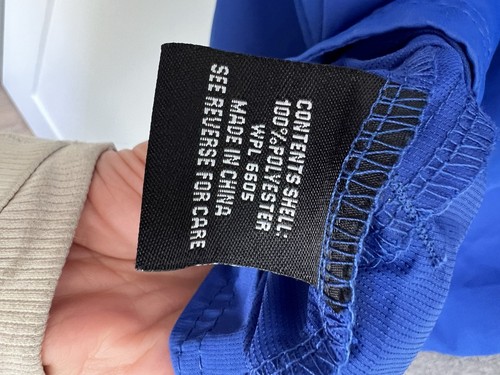 CONTENTS SHELL:
100%POLYESTER
WPL 6605
MADE IN CHINA
SEE REVERSE FOR CARE